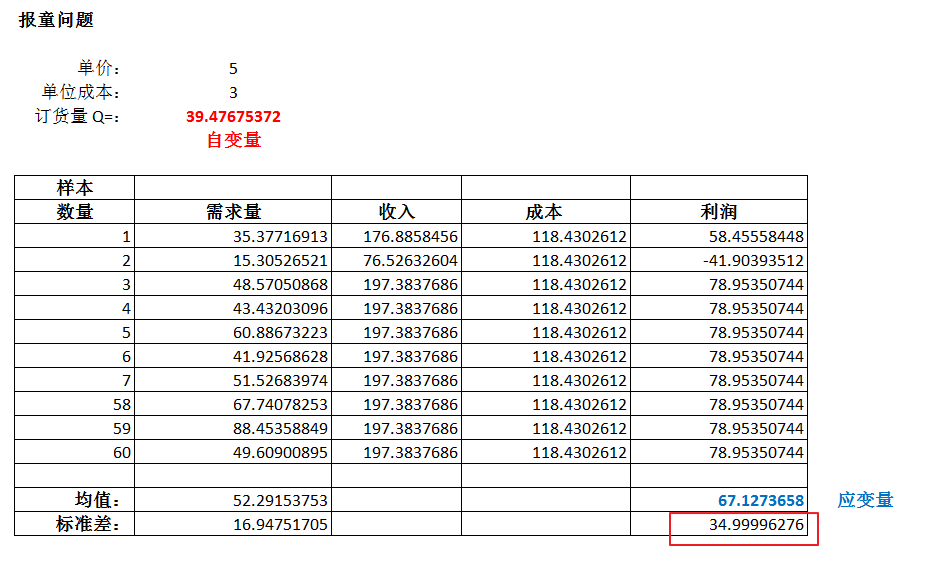 报童问题
单价: 5
单位成本: 3
订货量 Q=: 39.47675372
自变量
样本
数量 需求量 收入 成本 利润
1 35.37716913 176.8858456 118.4302612 58.45558448
2 15.30526521 76.52632604 118.4302612 -41.90393512
3 48.57050868 197.3837686 118.4302612 78.95350744
4 43.43203096 197.3837686 118.4302612 78.95350744
5 60.88673223 197.3837686 118.4302612 78.95350744
6 41.92568628 197.3837686 118.4302612 78.95350744
7 51.52683974 197.3837686 118.4302612 78.95350744
58 67.74078253 197.3837686 118.4302612 78.95350744
59 88.45358849 197.3837686 118.4302612 78.95350744
60 49.60900895 197.3837686 118.4302612 78.95350744
均值: 52.29153753 67.1273658 应变量
标准差: 16.94751705 34.99996276